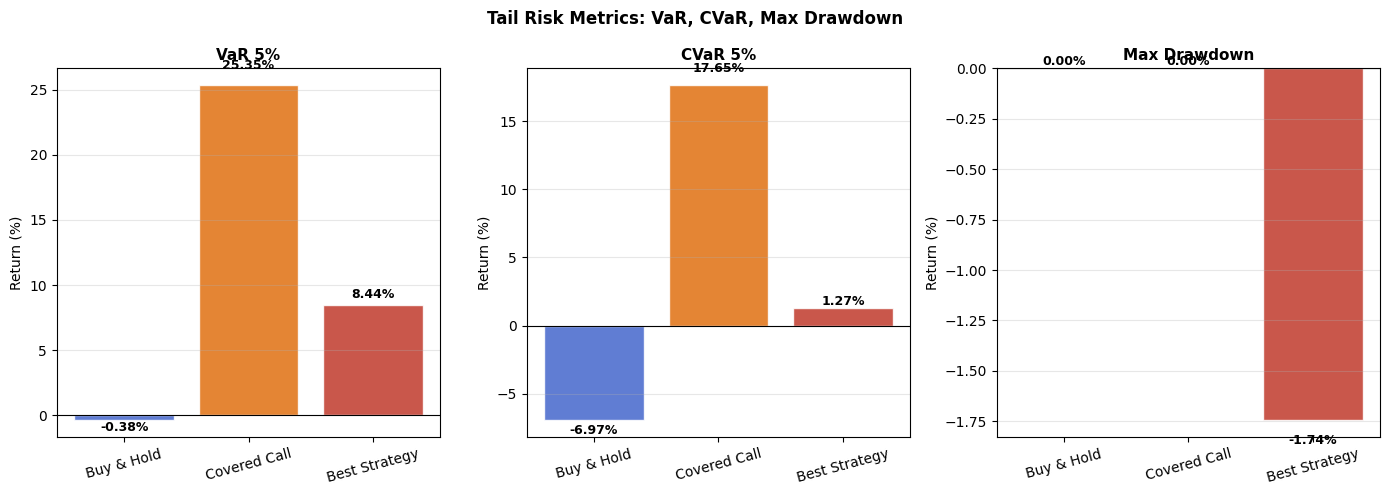 Tail Risk Metrics: VaR, CVaR, Max Drawdown
VaR 5%
Return (%)
25
20
15
10
5
0
-0.38%
25.35%
8.44%
Buy & Hold
Covered Call
Best Strategy
CVaR 5%
Return (%)
15
10
5
0
−5
-6.97%
17.65%
1.27%
Buy & Hold
Covered Call
Best Strategy
Max Drawdown
Return (%)
0.00
−0.25
−0.50
−0.75
−1.00
−1.25
−1.50
−1.75
0.00%
0.00%
-1.74%
Buy & Hold
Covered Call
Best Strategy